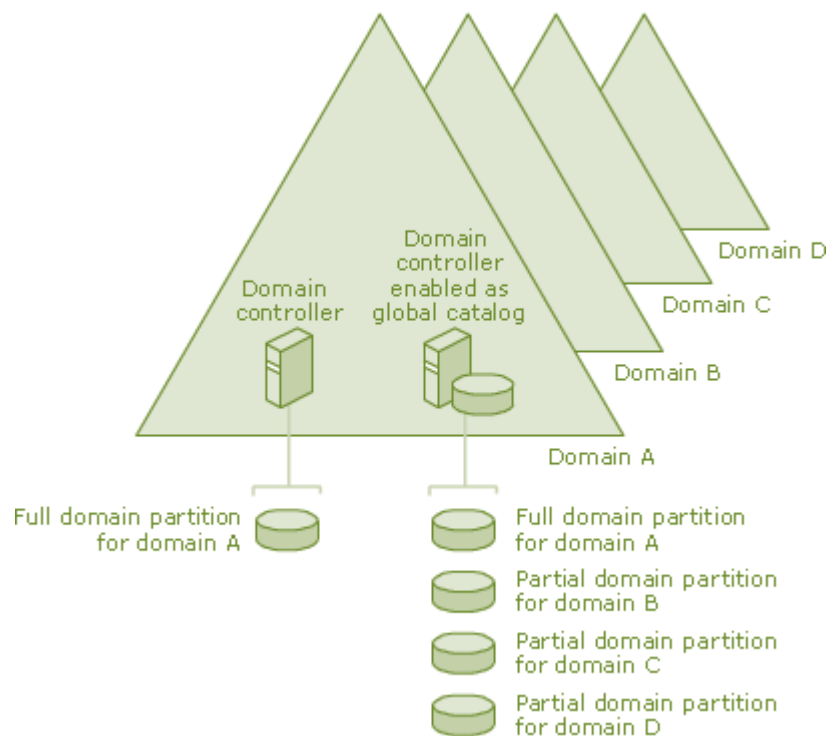 Domain
controller
Domain
controller
enabled as
global catalog
Domain D
Domain C
Domain B
Domain A
Full domain partition
for domain A
Full domain partition
for domain A
Partial domain partition
for domain B
Partial domain partition
for domain C
Partial domain partition
for domain D